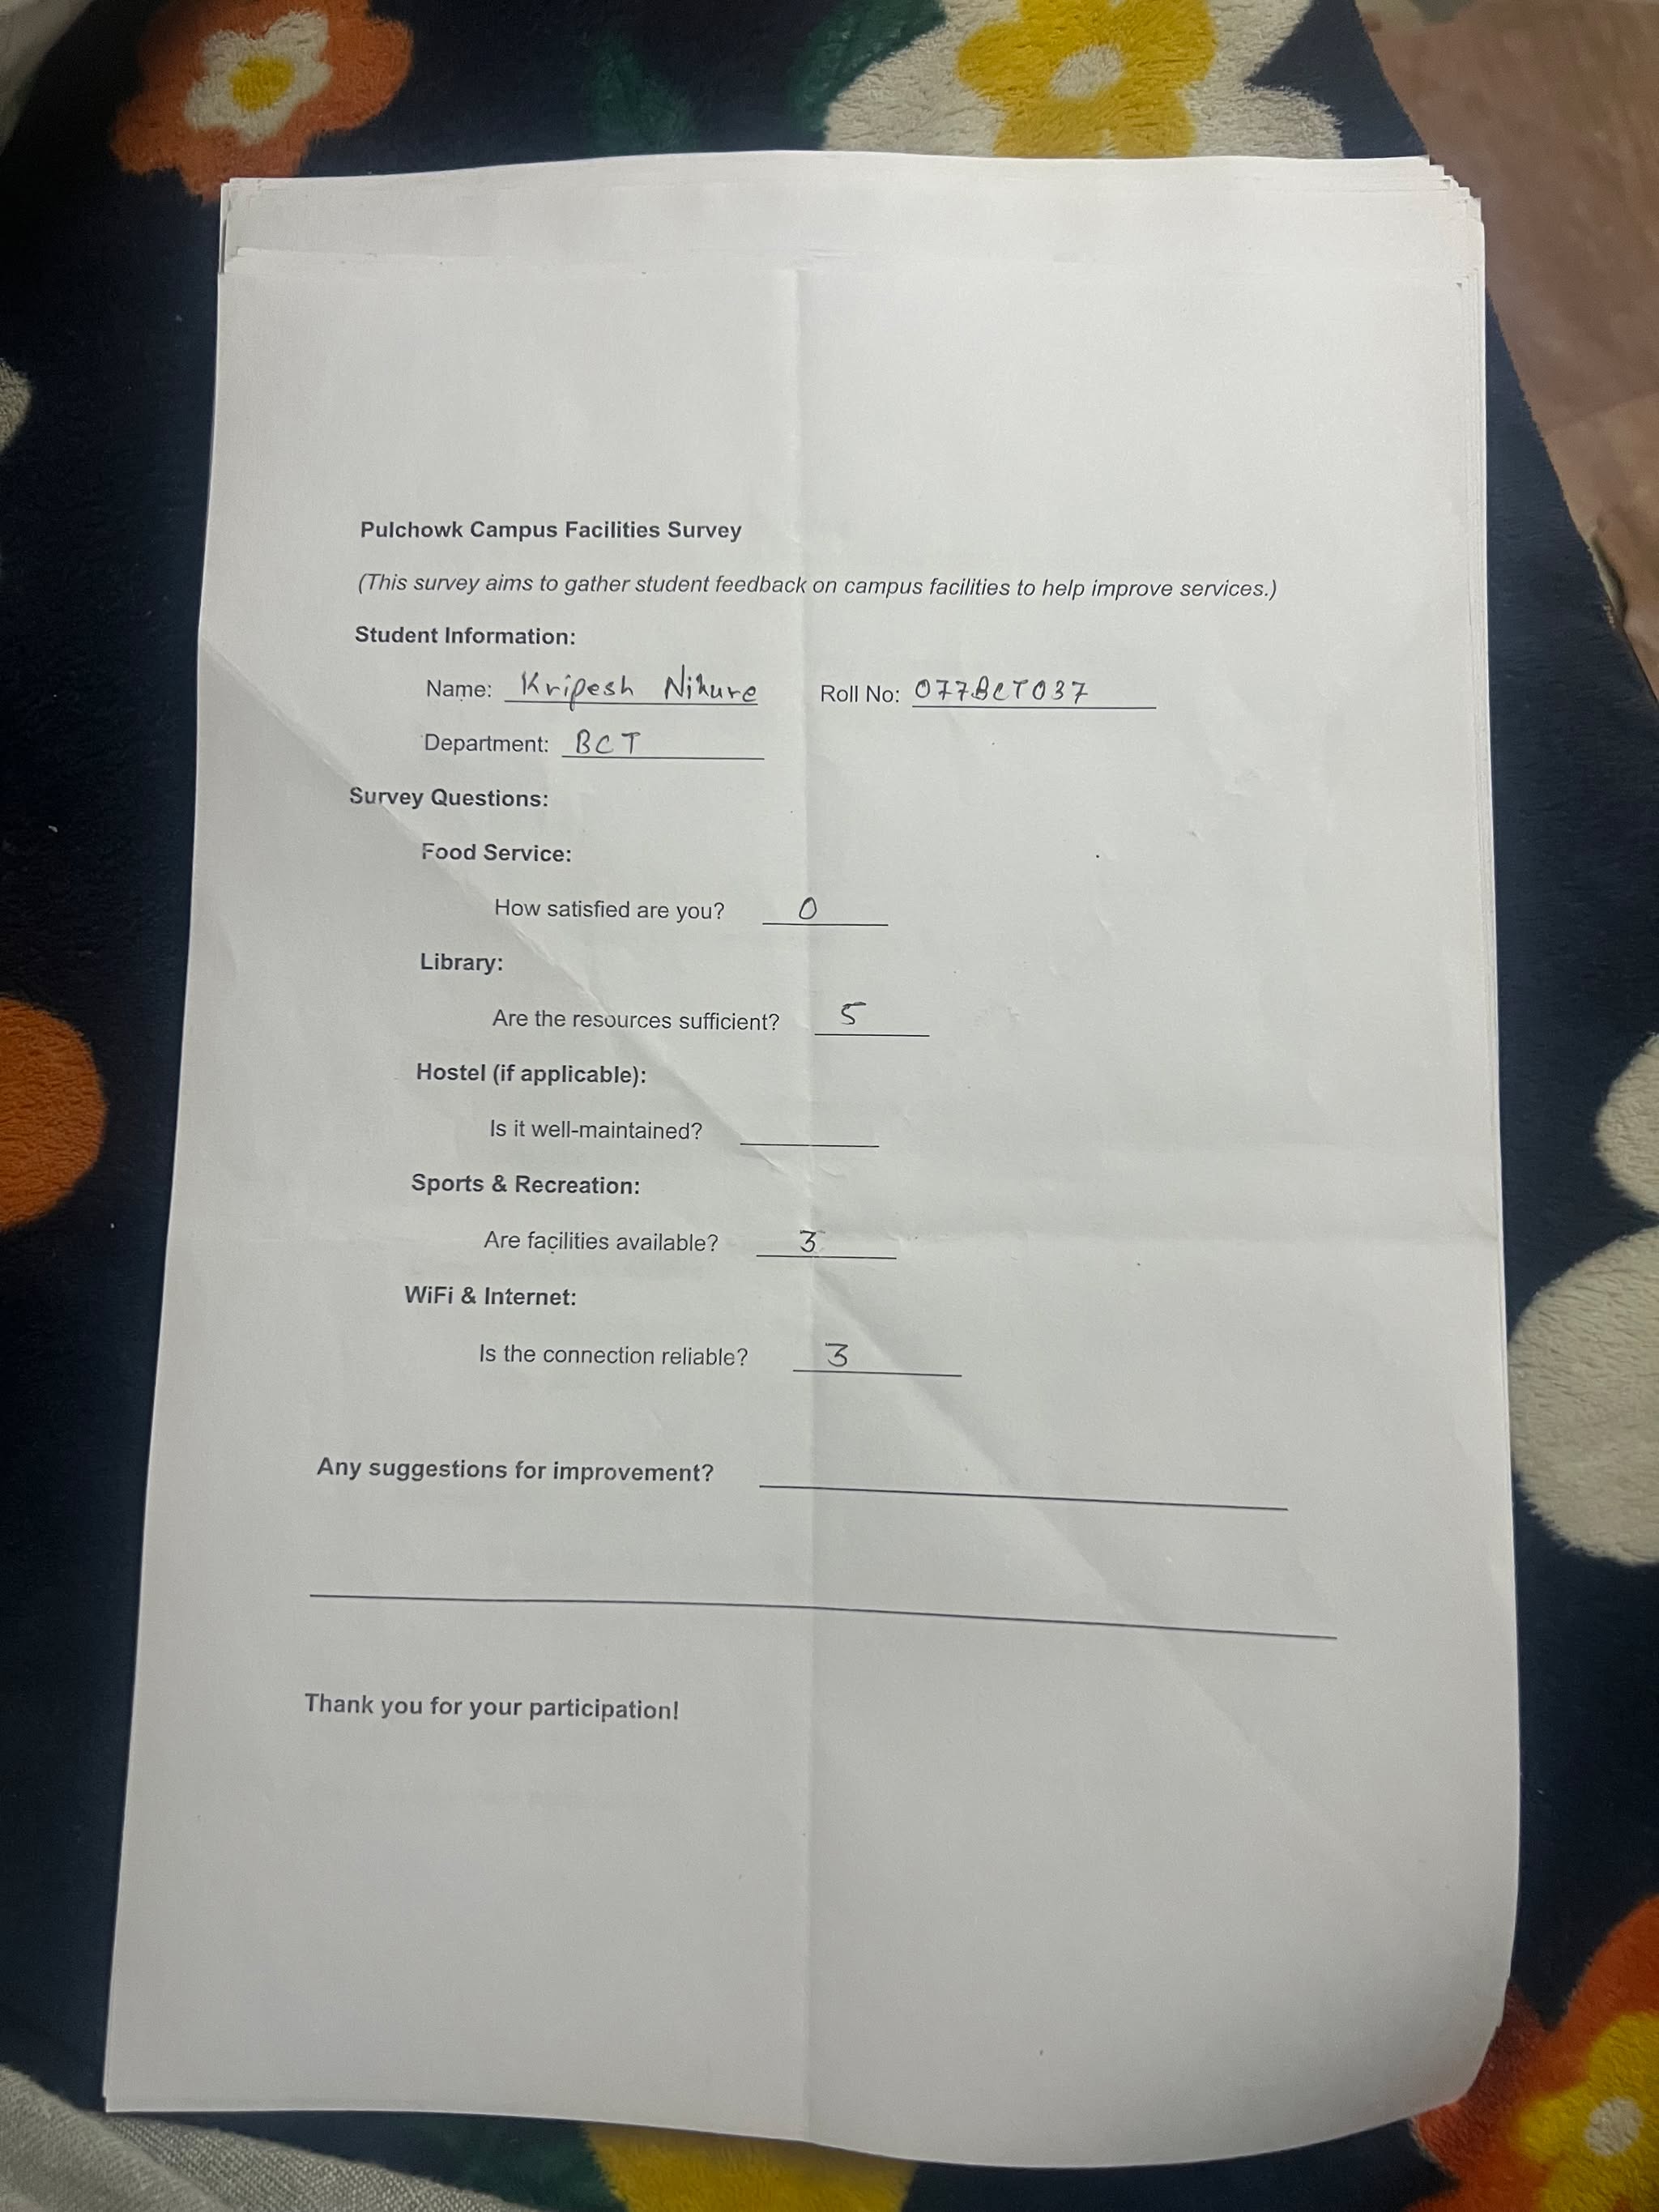 Pulchowk Campus Facilities Survey
(This survey aims to gather student feedback on campus facilities to help improve services.)
Student Information:
Name: Kripesh Nihure Roll No: 077BCT037
Department: BCT
Survey Questions:
Food Service:
How satisfied are you? 0
Library:
Are the resources sufficient? 5
Hostel (if applicable):
Is it well-maintained?
Sports & Recreation:
Are facilities available? 3
WiFi & Internet:
Is the connection reliable? 3
Any suggestions for improvement?
Thank you for your participation!